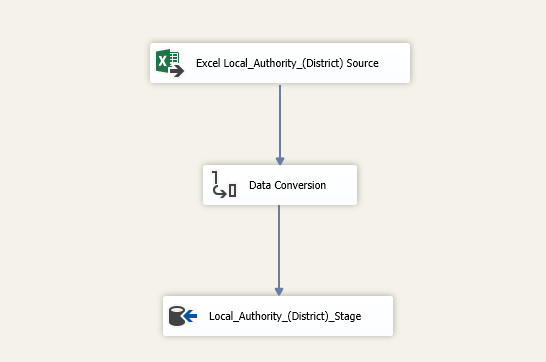 Excel Local_Authority_(District) Source
Data Conversion
Local_Authority_(District)_Stage